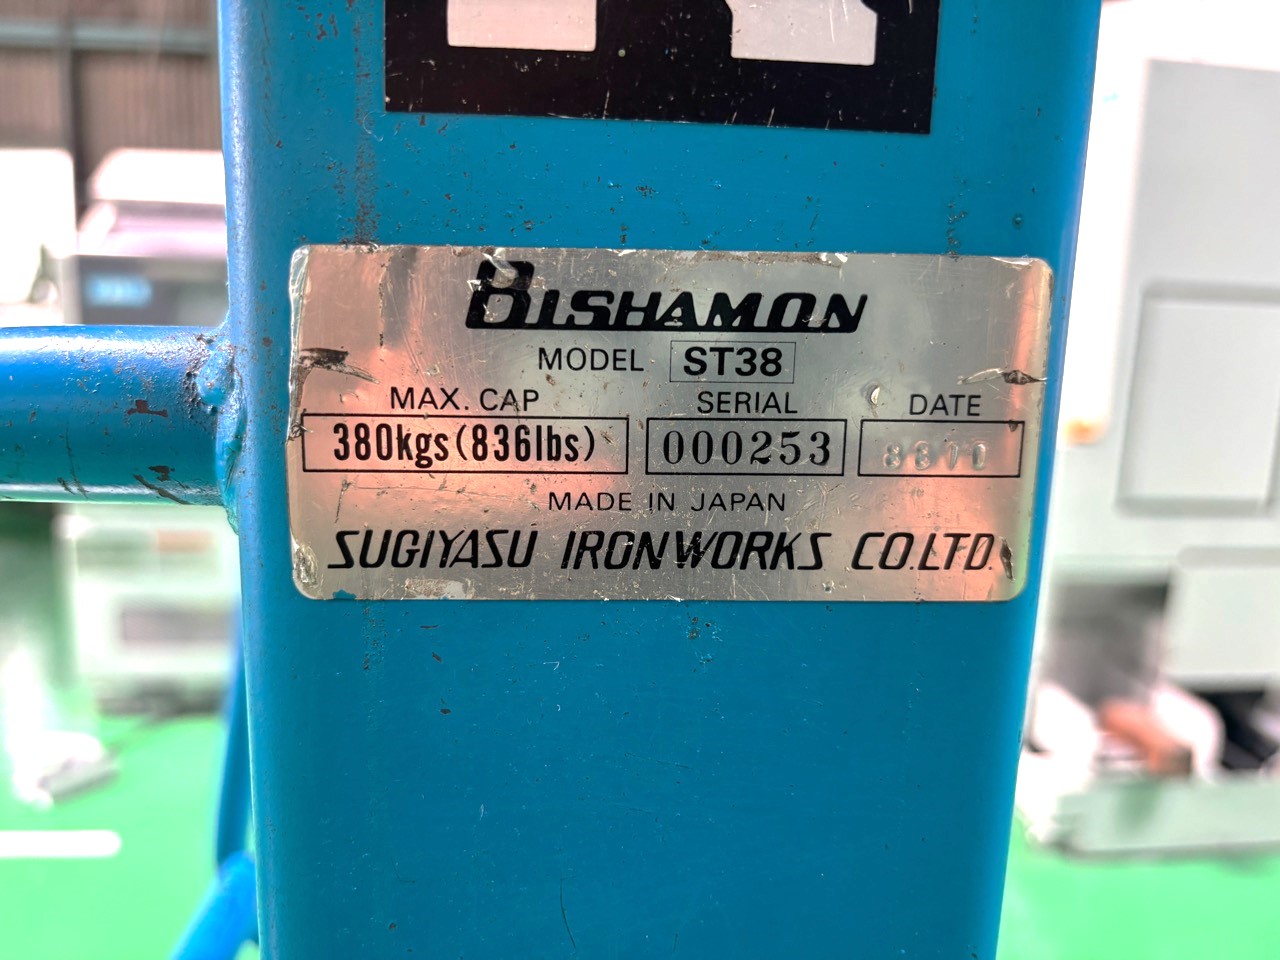 BISHAMON
MODEL ST38
MAX. CAP SERIAL DATE
380kgs(836lbs) 000253
MADE IN JAPAN
SUGIYASU IRONWORKS CO.LTD.